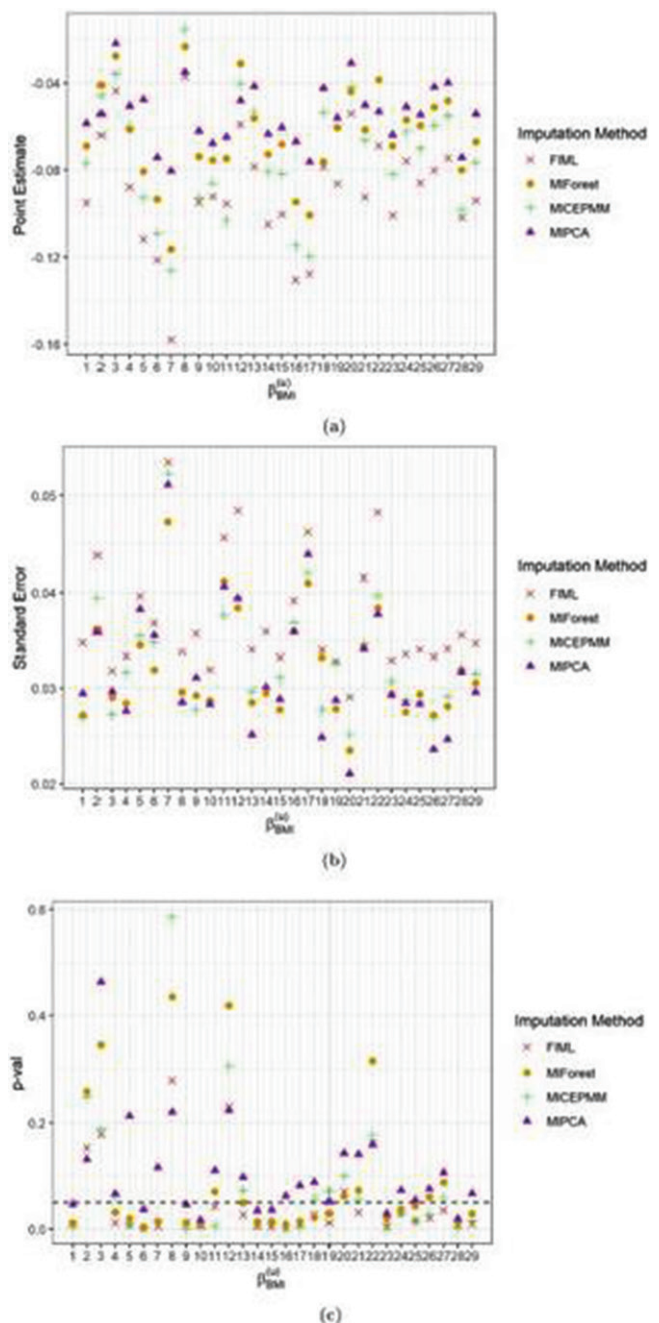 -0.04
-0.08
-0.12
-0.16
Point Estimate
1 2 3 4 5 6 7 8 9 10 11 12 13 14 15 16 17 18 19 20 21 22 23 24 25 26 27 28 29
β(u)BMI
Imputation Method
FIML
MIForest
MICEPMM
MIPCA
(a)
0.05
0.04
0.03
0.02
Standard Error
1 2 3 4 5 6 7 8 9 10 11 12 13 14 15 16 17 18 19 20 21 22 23 24 25 26 27 28 29
β(u)BMI
Imputation Method
FIML
MIForest
MICEPMM
MIPCA
(b)
0.6
0.4
0.2
0.0
p-val
1 2 3 4 5 6 7 8 9 10 11 12 13 14 15 16 17 18 19 20 21 22 23 24 25 26 27 28 29
β(u)BMI
Imputation Method
FIML
MIForest
MICEPMM
MIPCA
(c)